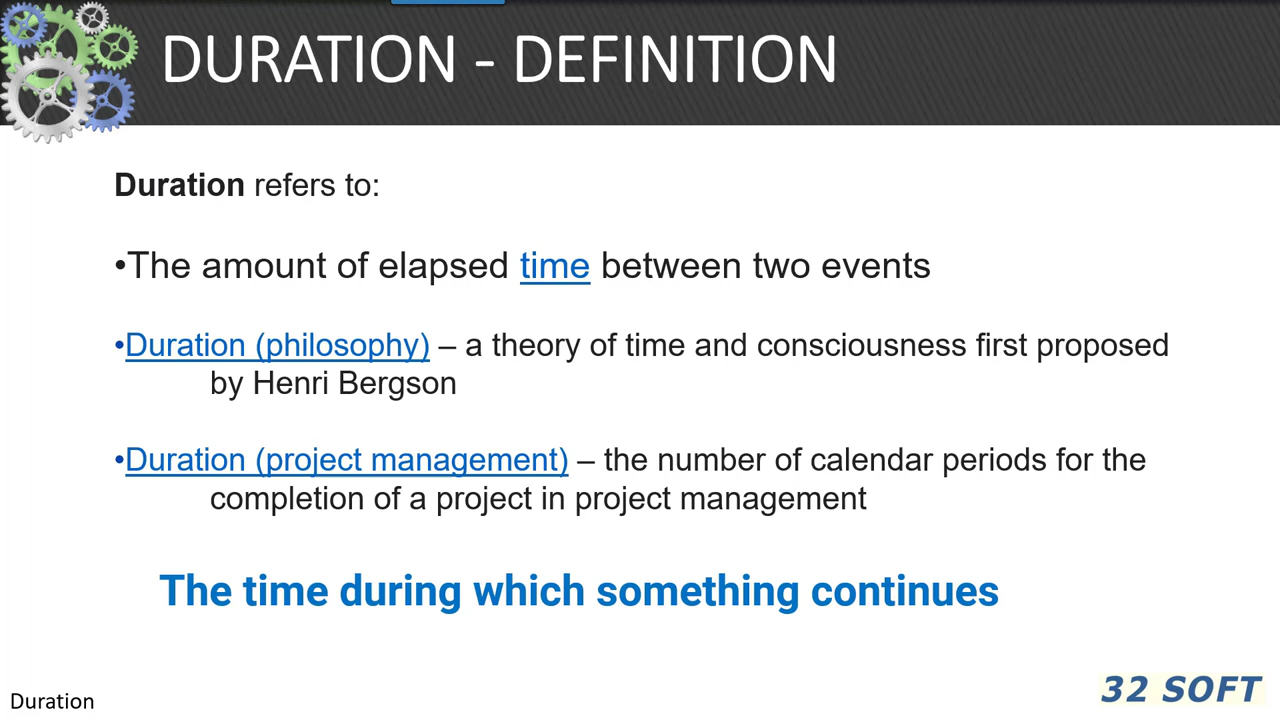 DURATION - DEFINITION
Duration refers to:
•The amount of elapsed time between two events
•Duration (philosophy) – a theory of time and consciousness first proposed
by Henri Bergson
•Duration (project management) – the number of calendar periods for the
completion of a project in project management
The time during which something continues
Duration
32 SOFT